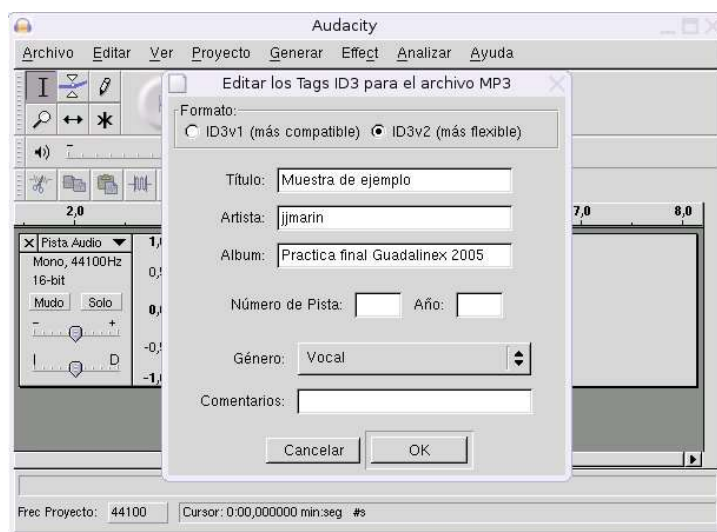 Audacity
Archivo Editar Ver Proyecto Generar Effect Analizar Ayuda
Editar los Tags ID3 para el archivo MP3
Formato:
ID3v1 (más compatible) ID3v2 (más flexible)
Título: Muestra de ejemplo
Artista: jjmarin
Album: Practica final Guadalinex 2005
Número de Pista: Año:
Género: Vocal
Comentarios:
Cancelar OK
2,0 7,0 8,0
Pista Audio
Mono, 44100Hz
16-bit
Mudo Solo
- +
I D
0,
-0,
-1,
Frec Proyecto: 44100 Cursor: 0:00,000000 min:seg #s